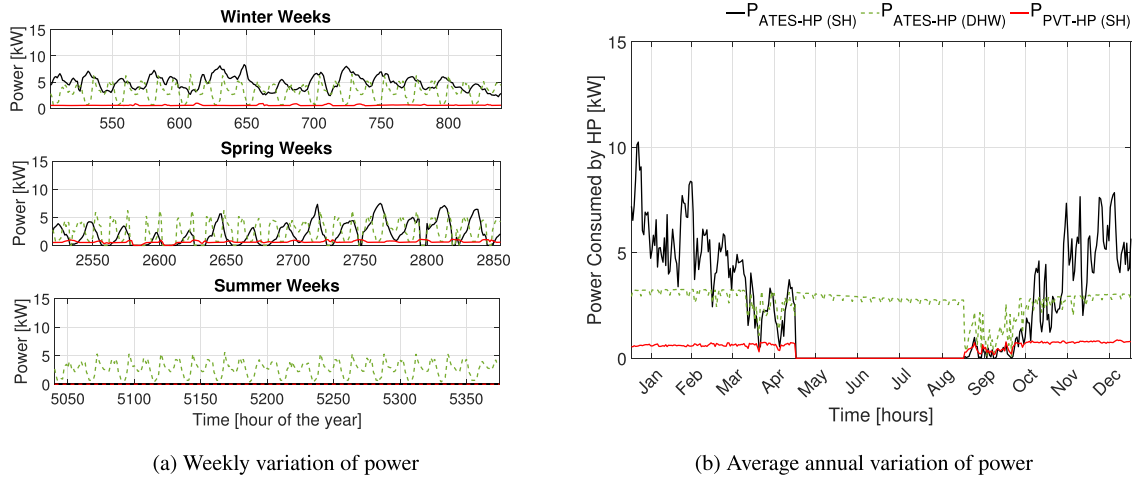 Winter Weeks
Power [kW]
15
10
5
0
550 600 650 700 750 800
Spring Weeks
Power [kW]
15
10
5
0
2550 2600 2650 2700 2750 2800 2850
Summer Weeks
Power [kW]
15
10
5
0
5050 5100 5150 5200 5250 5300 5350
Time [hour of the year]
(a) Weekly variation of power
P ATES-HP (SH) P ATES-HP (DHW) P PVT-HP (SH)
Power Consumed by HP [kW]
15
10
5
0
Jan Feb Mar Apr May Jun Jul Aug Sep Oct Nov Dec
Time [hours]
(b) Average annual variation of power